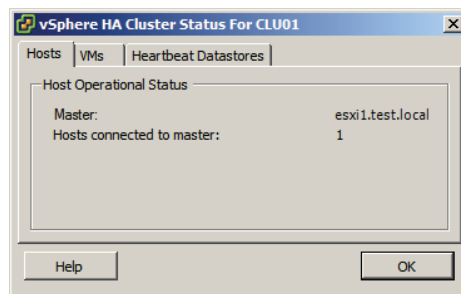 vSphere HA Cluster Status For CLU01
Hosts VMs Heartbeat Datastores
Host Operational Status
Master: esxi1.test.local
Hosts connected to master: 1
Help OK